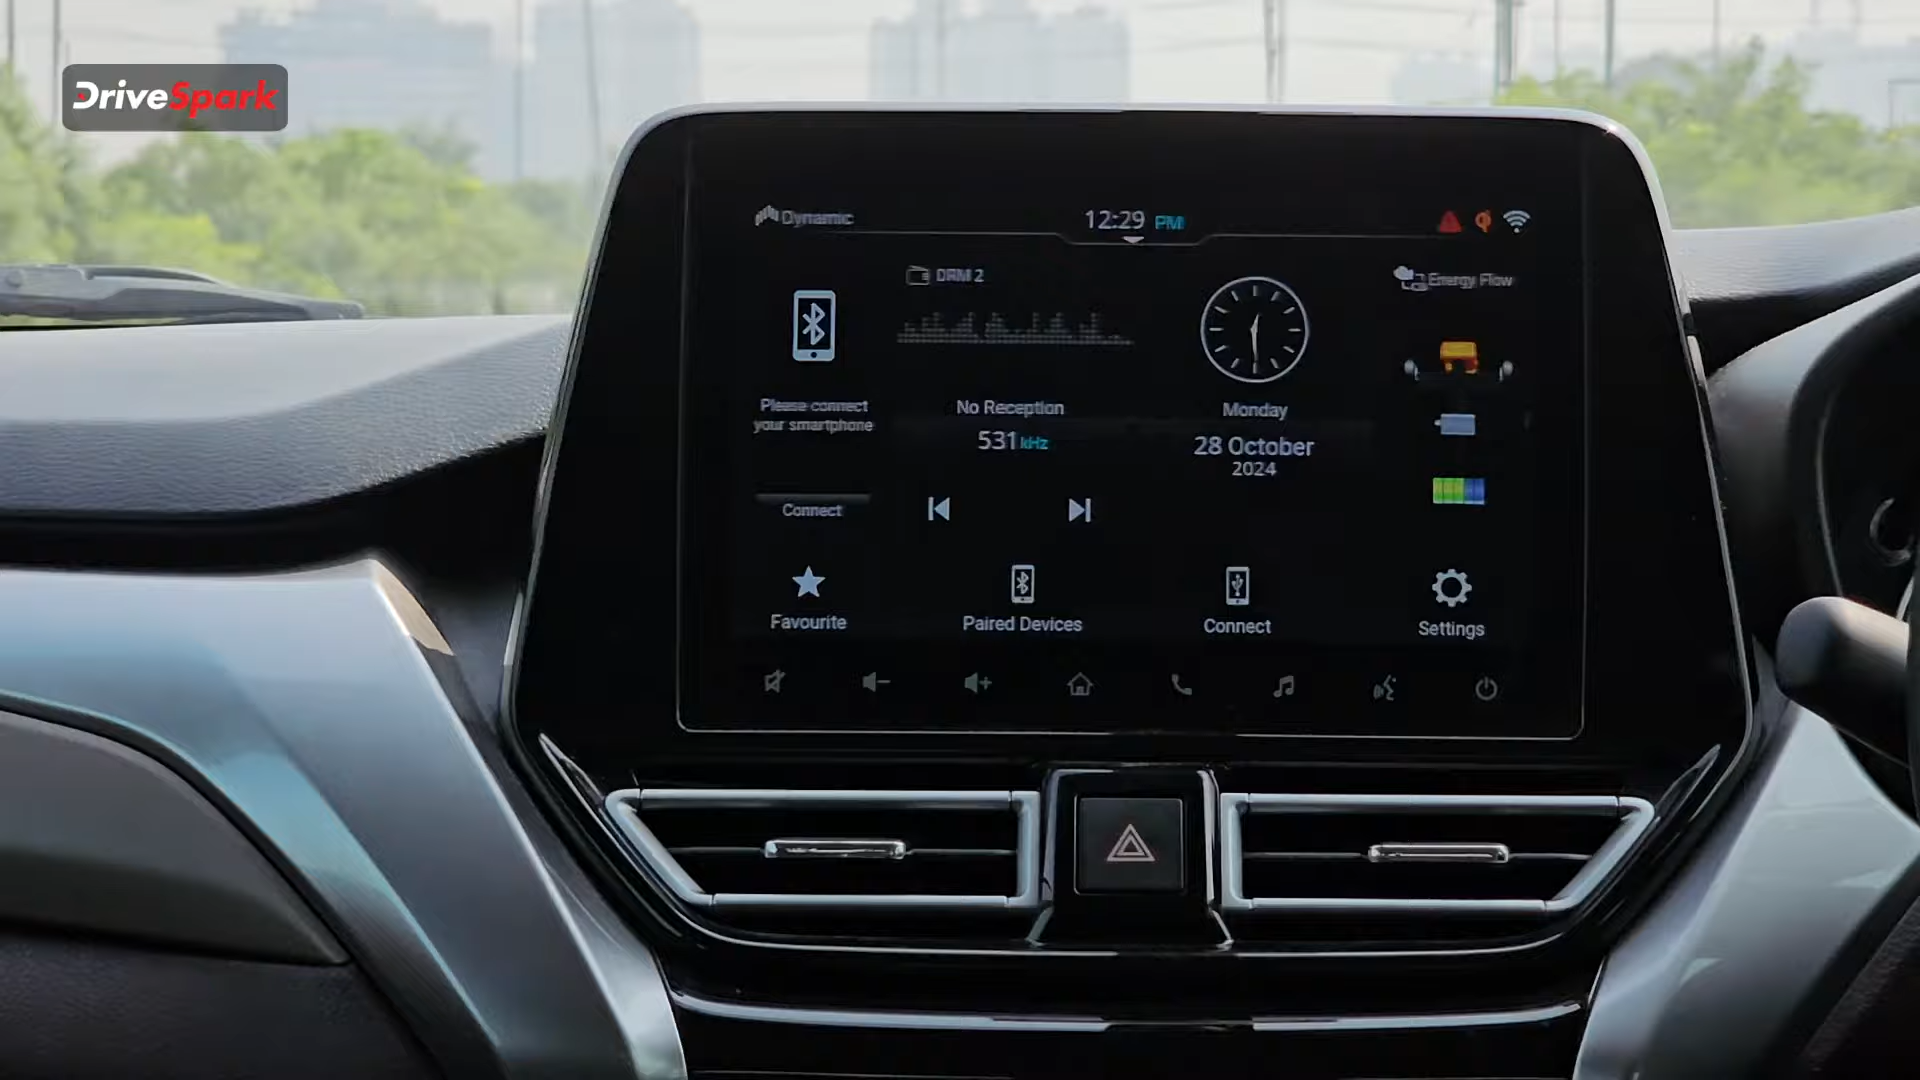 DriveSpark
Dynamic
12:29 PM
DRM 2
Energy Flow
Please connect
your smartphone
No Reception
531 kHz
Monday
28 October
2024
Connect
Favourite
Paired Devices
Connect
Settings